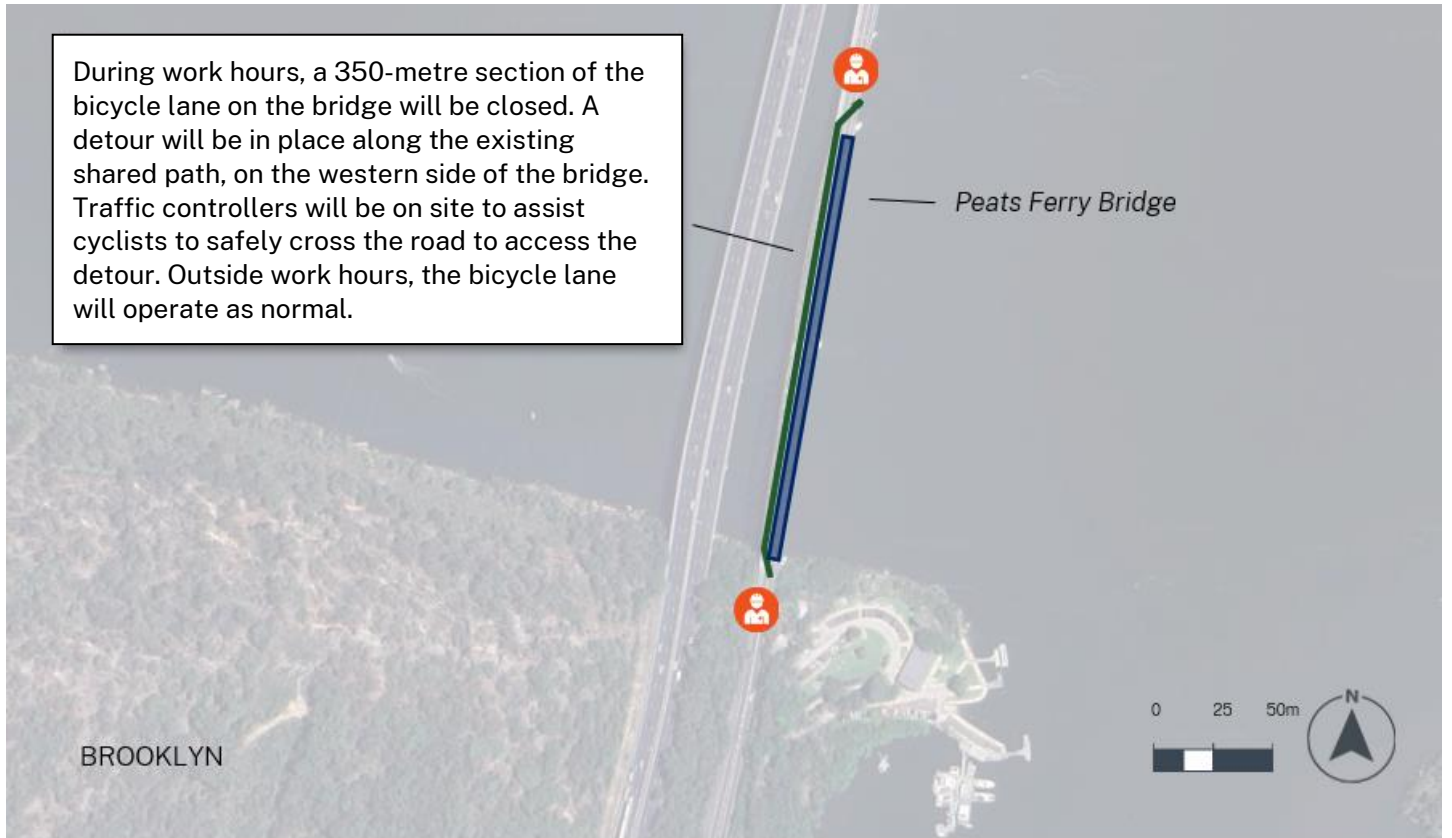 During work hours, a 350-metre section of the
bicycle lane on the bridge will be closed. A
detour will be in place along the existing
shared path, on the western side of the bridge.
Traffic controllers will be on site to assist
cyclists to safely cross the road to access the
detour. Outside work hours, the bicycle lane
will operate as normal.
Peats Ferry Bridge
BROOKLYN
0 25 50m
N